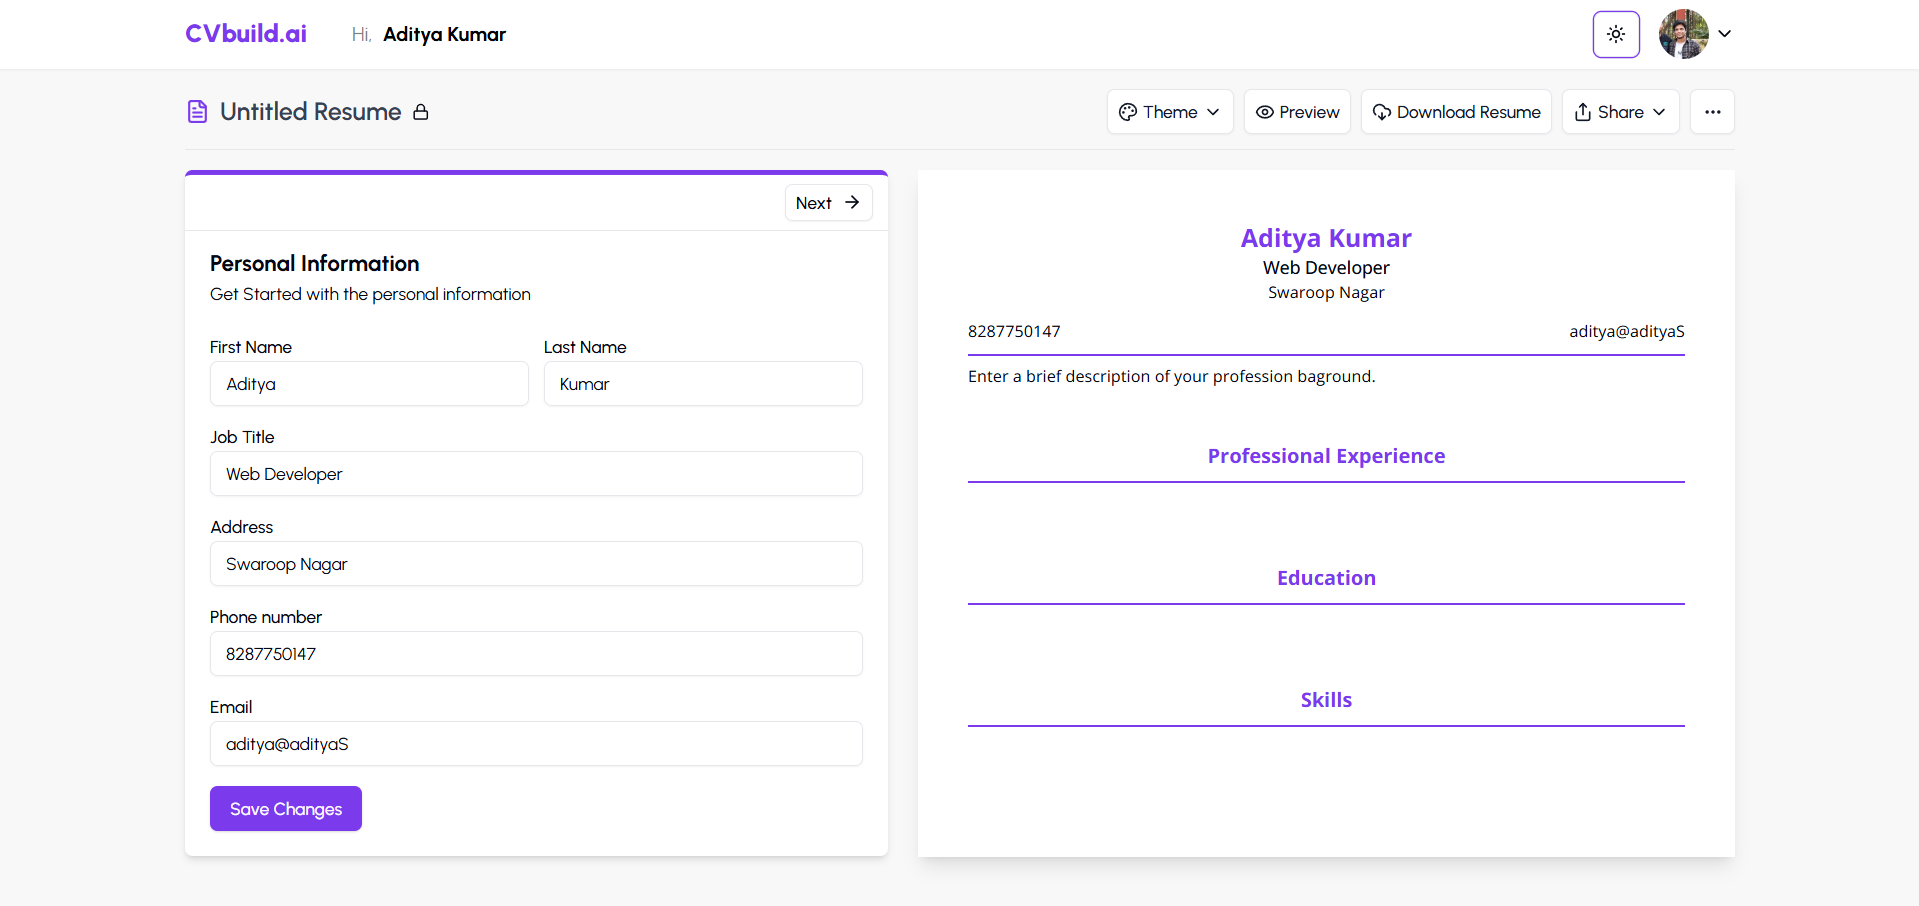 CVbuild.ai Hi, Aditya Kumar
Untitled Resume Theme Preview Download Resume Share
Next
Personal Information
Get Started with the personal information
First Name Last Name
Aditya Kumar
Job Title
Web Developer
Address
Swaroop Nagar
Phone number
8287750147
Email
aditya@adityaS
Save Changes
Aditya Kumar
Web Developer
Swaroop Nagar
8287750147 aditya@adityaS
Enter a brief description of your profession baground.
Professional Experience
Education
Skills